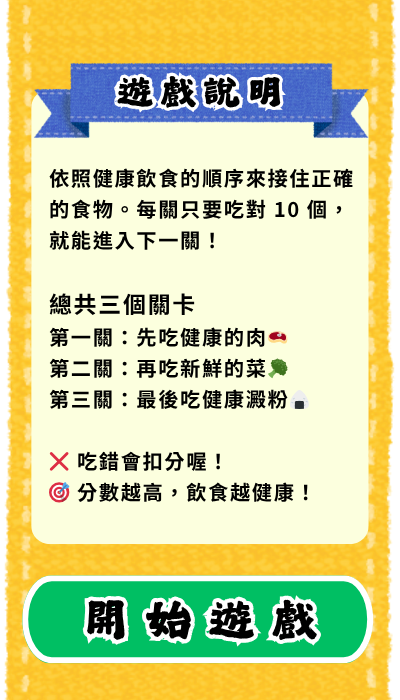 遊戲說明
依照健康飲食的順序來接住正確
的食物。每關只要吃對 10 個，
就能進入下一關！
總共三個關卡
第一關：先吃健康的肉🥩
第二關：再吃新鮮的菜🥦
第三關：最後吃健康澱粉🍙
❌ 吃錯會扣分喔！
🎯 分數越高，飲食越健康！
開始遊戲